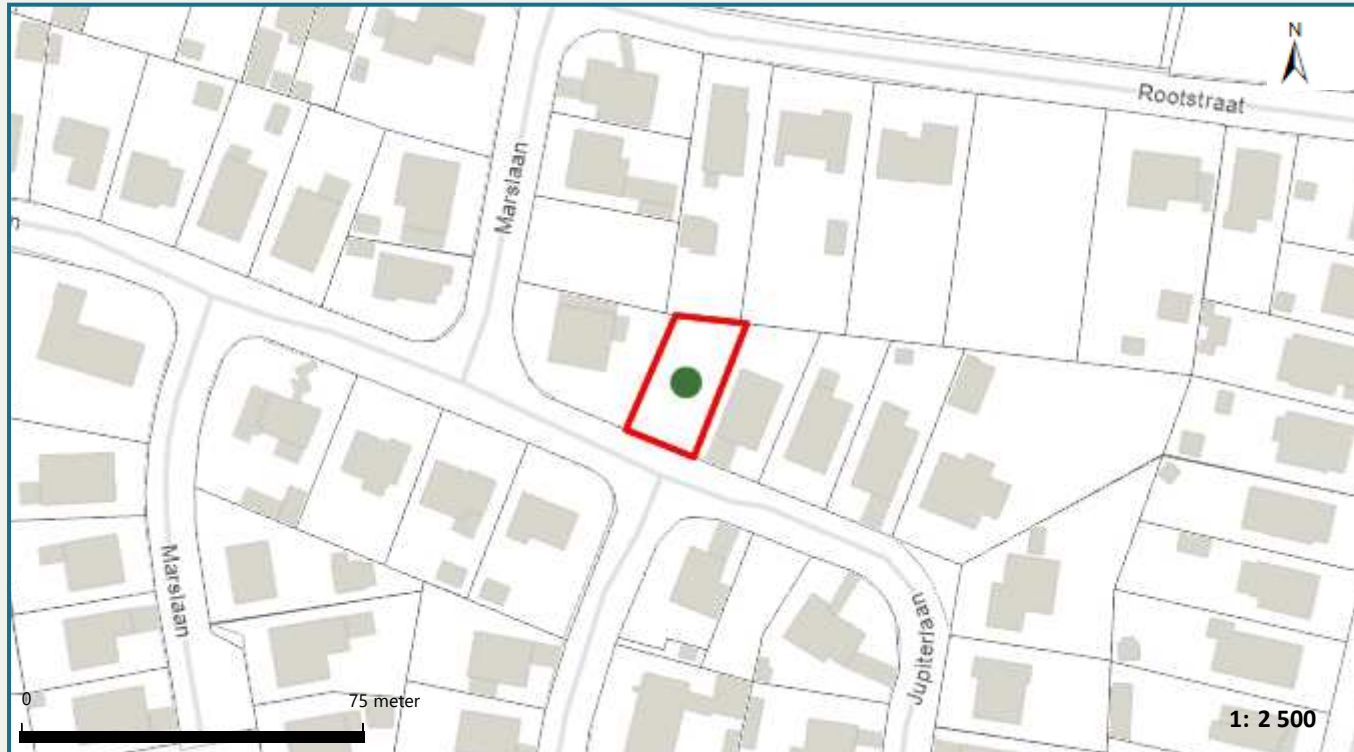 N
Rootstraat
Marslaan
n
Marslaan
Jupiterlaan
0
75 meter
1: 2 500